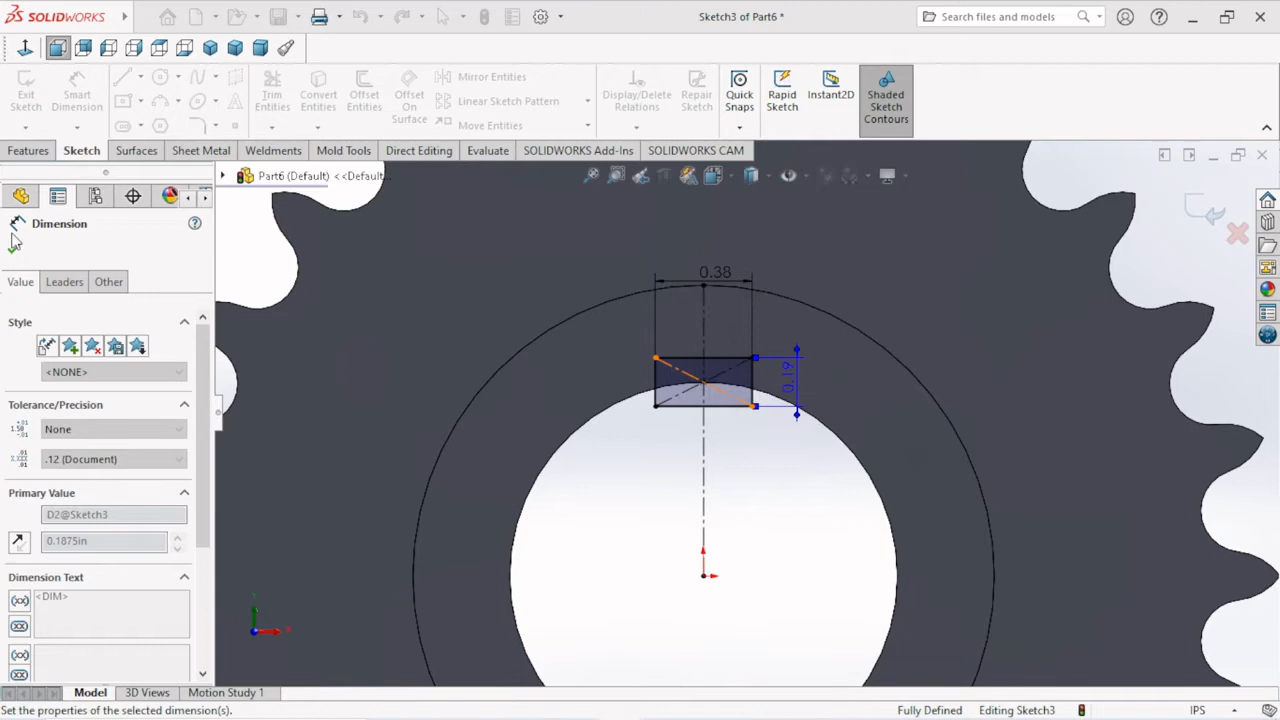 SOLIDWORKS
Sketch3 of Part6 *
Search files and models
Exit Sketch
Smart Dimension
Trim Entities
Convert Entities
Offset Entities
Offset On Surface
Mirror Entities
Linear Sketch Pattern
Move Entities
Display/Delete Relations
Repair Sketch
Quick Snaps
Rapid Sketch
Instant2D
Shaded Sketch Contours
Features
Sketch
Surfaces
Sheet Metal
Weldments
Mold Tools
Direct Editing
Evaluate
SOLIDWORKS Add-Ins
SOLIDWORKS CAM
Part6 (Default) <<Default...
Dimension
Value
Leaders
Other
Style
<NONE>
Tolerance/Precision
None
.12 (Document)
Primary Value
D2@Sketch3
0.1875in
Dimension Text
<DIM>
0.38
0.19
Model
3D Views
Motion Study 1
Set the properties of the selected dimension(s).
Fully Defined
Editing Sketch3
IPS